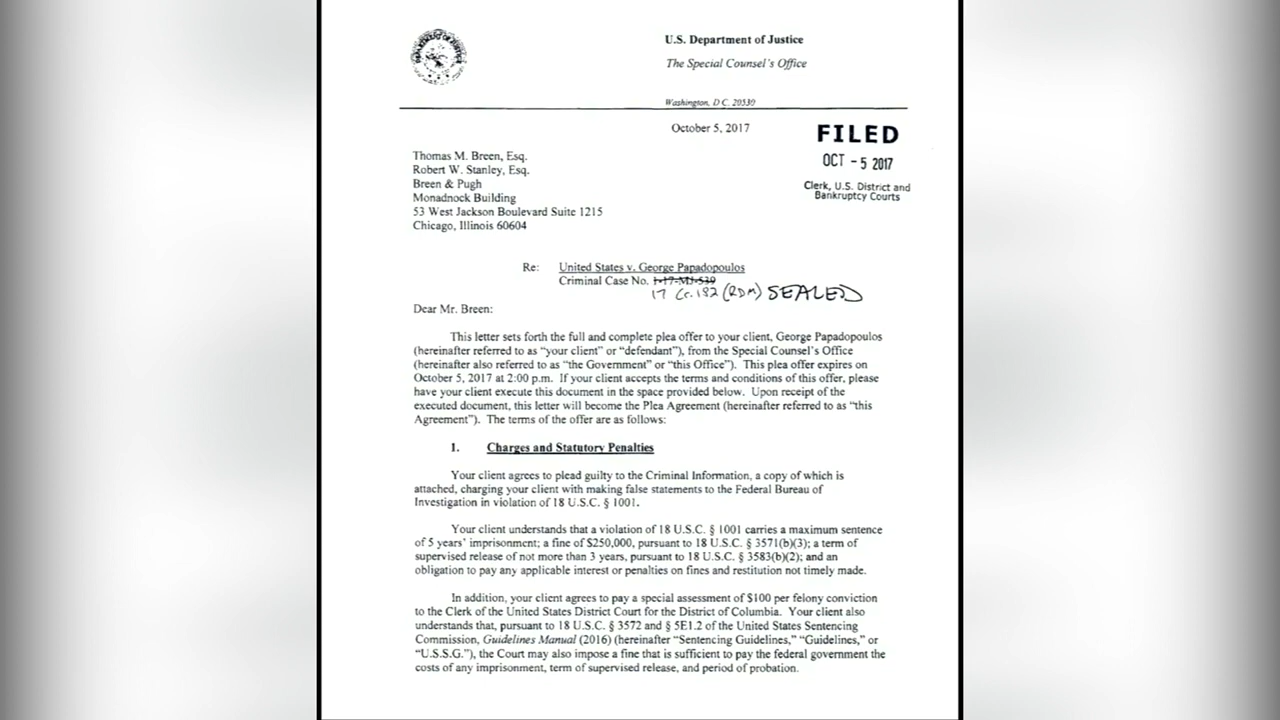 U.S. Department of Justice
The Special Counsel's Office
Washington, D.C. 20530
October 5, 2017
FILED
OCT - 5 2017
Clerk, U.S. District and
Bankruptcy Courts
Thomas M. Breen, Esq.
Robert W. Stanley, Esq.
Breen & Pugh
Monadnock Building
53 West Jackson Boulevard Suite 1215
Chicago, Illinois 60604
Re: United States v. George Papadopoulos
Criminal Case No. 1-17-MJ-539
17 Cr. 182 (RDM) SEALED
Dear Mr. Breen:
This letter sets forth the full and complete plea offer to your client, George Papadopoulos
(hereinafter referred to as “your client” or “defendant”), from the Special Counsel's Office
(hereinafter also referred to as “the Government” or “this Office”). This plea offer expires on
October 5, 2017 at 2:00 p.m. If your client accepts the terms and conditions of this offer, please
have your client execute this document in the space provided below. Upon receipt of the
executed document, this letter will become the Plea Agreement (hereinafter referred to as “this
Agreement”). The terms of the offer are as follows:
1. Charges and Statutory Penalties
Your client agrees to plead guilty to the Criminal Information, a copy of which is
attached, charging your client with making false statements to the Federal Bureau of
Investigation in violation of 18 U.S.C. § 1001.
Your client understands that a violation of 18 U.S.C. § 1001 carries a maximum sentence
of 5 years' imprisonment; a fine of $250,000, pursuant to 18 U.S.C. § 3571(b)(3); a term of
supervised release of not more than 3 years, pursuant to 18 U.S.C. § 3583(b)(2); and an
obligation to pay any applicable interest or penalties on fines and restitution not timely made.
In addition, your client agrees to pay a special assessment of $100 per felony conviction
to the Clerk of the United States District Court for the District of Columbia. Your client also
understands that, pursuant to 18 U.S.C. § 3572 and § 5E1.2 of the United States Sentencing
Commission, Guidelines Manual (2016) (hereinafter “Sentencing Guidelines,” “Guidelines,” or
“U.S.S.G.”), the Court may also impose a fine that is sufficient to pay the federal government the
costs of any imprisonment, term of supervised release, and period of probation.